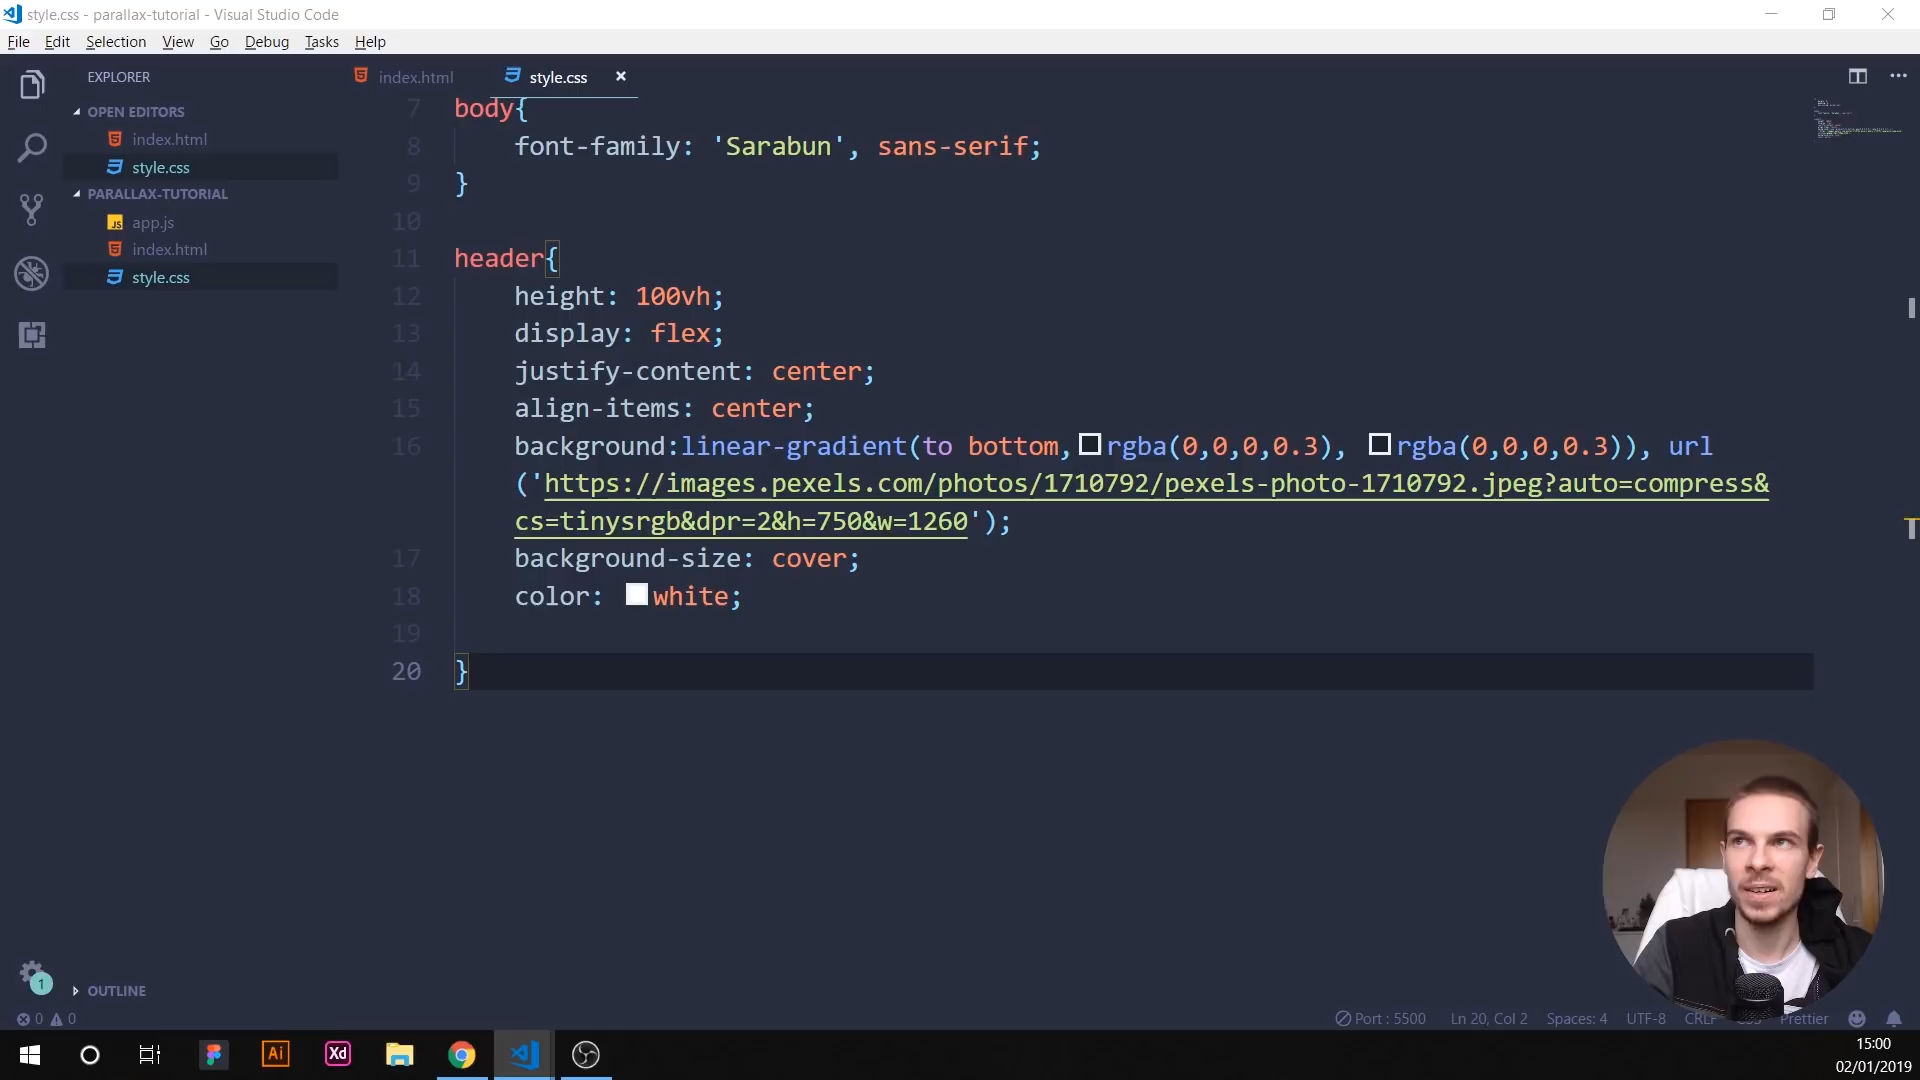 style.css - parallax-tutorial - Visual Studio Code
File Edit Selection View Go Debug Tasks Help
EXPLORER
OPEN EDITORS
index.html
style.css
PARALLAX-TUTORIAL
app.js
index.html
style.css
index.html style.css
7 body{
8 font-family: 'Sarabun', sans-serif;
9 }
10
11 header{
12 height: 100vh;
13 display: flex;
14 justify-content: center;
15 align-items: center;
16 background:linear-gradient(to bottom,rgba(0,0,0,0.3), rgba(0,0,0,0.3)), url
('https://images.pexels.com/photos/1710792/pexels-photo-1710792.jpeg?auto=compress&
cs=tinysrgb&dpr=2&h=750&w=1260');
17 background-size: cover;
18 color: white;
19
20 }
1
OUTLINE
0 0
Port : 5500 Ln 20, Col 2 Spaces: 4 UTF-8 CRLF Prettier
Ai Xd
15:00
02/01/2019